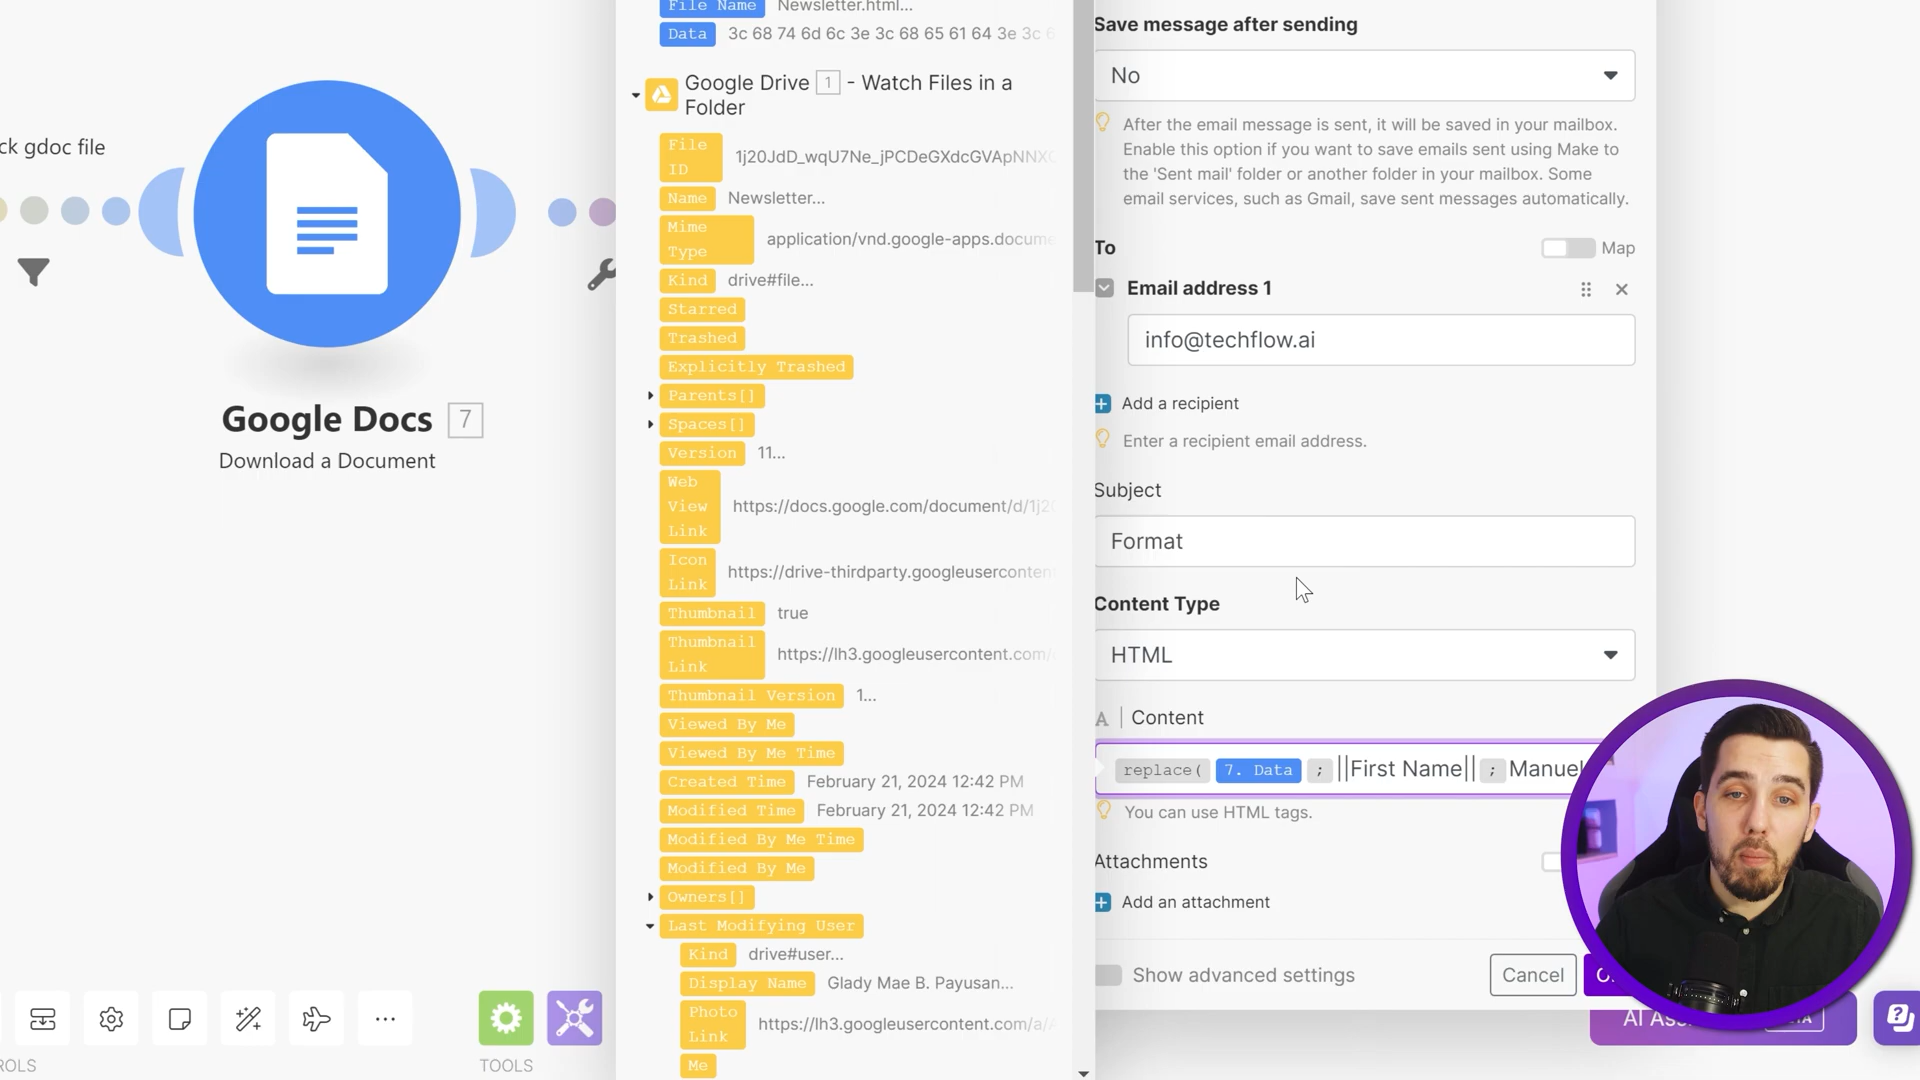 ck gdoc file
Google Docs 7
Download a Document
TOOLS
File Name Newsletter.html...
Data 3c 68 74 6d 6c 3e 3c 68 65 61 64 3e 3c 6
Google Drive 1 - Watch Files in a
Folder
File
ID 1j20JdD_wqU7Ne_jPCDeGXdcGVApNNX
Name Newsletter...
Mime
Type application/vnd.google-apps.docume
Kind drive#file...
Starred
Trashed
Explicitly Trashed
Parents[]
Spaces[]
Version 11...
Web
View
Link https://docs.google.com/document/d/1j2
Icon
Link https://drive-thirdparty.googleuserconten
Thumbnail true
Thumbnail
Link https://lh3.googleusercontent.com/
Thumbnail Version 1...
Viewed By Me
Viewed By Me Time
Created Time February 21, 2024 12:42 PM
Modified Time February 21, 2024 12:42 PM
Modified By Me Time
Modified By Me
Owners[]
Last Modifying User
Kind drive#user...
Display Name Glady Mae B. Payusan...
Photo
Link https://lh3.googleusercontent.com/a/
Me
Save message after sending
No
After the email message is sent, it will be saved in your mailbox.
Enable this option if you want to save emails sent using Make to
the 'Sent mail' folder or another folder in your mailbox. Some
email services, such as Gmail, save sent messages automatically.
To Map
Email address 1
info@techflow.ai
Add a recipient
Enter a recipient email address.
Subject
Format
Content Type
HTML
A | Content
replace( 7. Data ; ||First Name|| ; Manuel
You can use HTML tags.
Attachments
Add an attachment
Show advanced settings Cancel